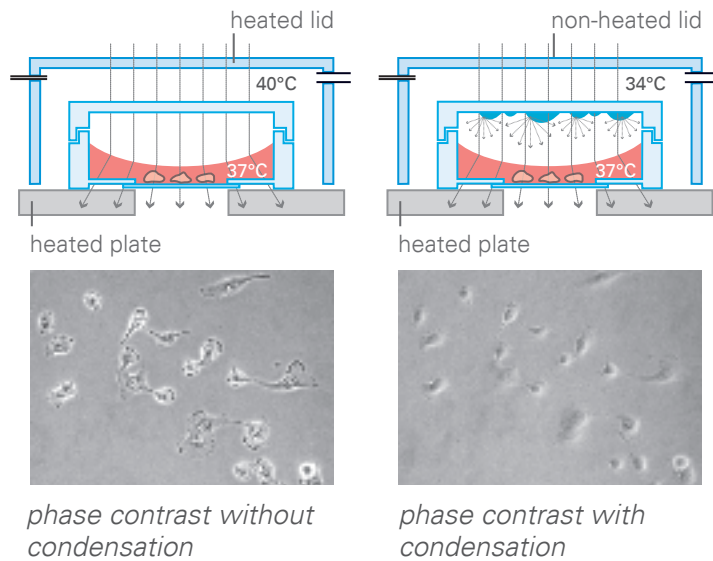 heated lid
non-heated lid
40°C
34°C
37°C
37°C
heated plate
heated plate
phase contrast without
condensation
phase contrast with
condensation